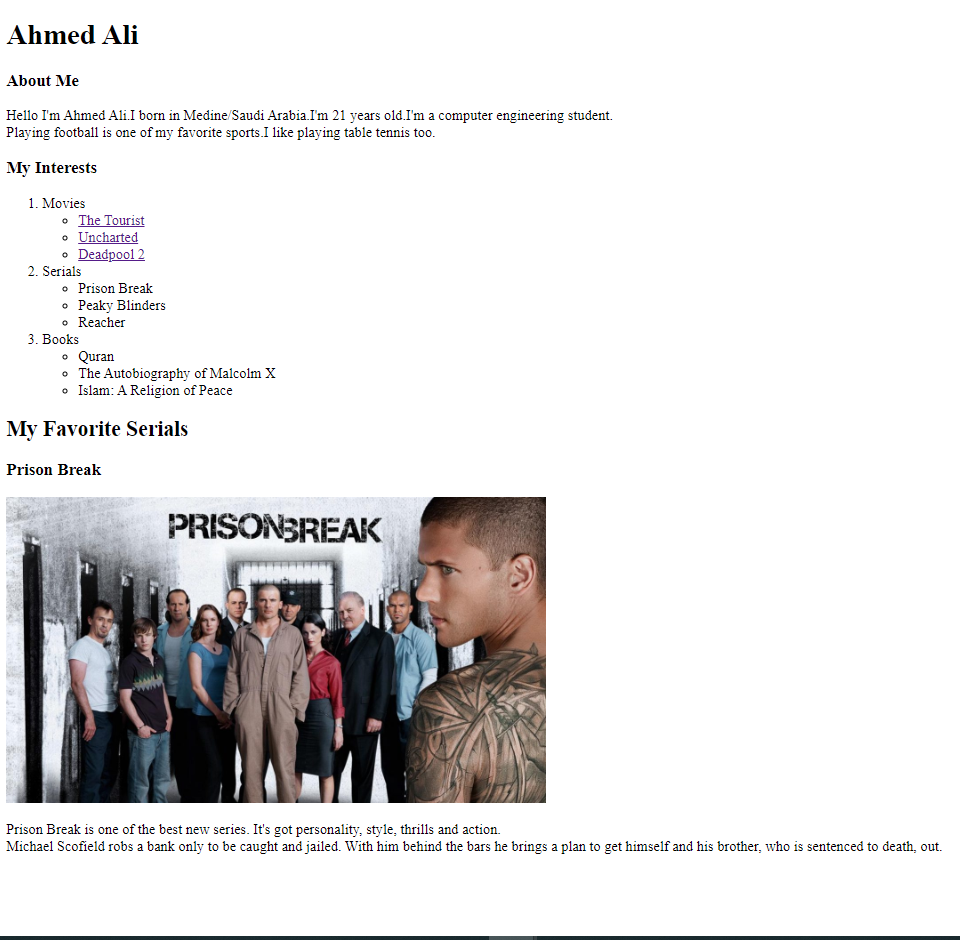 Ahmed Ali
About Me
Hello I'm Ahmed Ali.I born in Medine/Saudi Arabia.I'm 21 years old.I'm a computer engineering student.
Playing football is one of my favorite sports.I like playing table tennis too.
My Interests
1. Movies
The Tourist
Uncharted
Deadpool 2
2. Serials
Prison Break
Peaky Blinders
Reacher
3. Books
Quran
The Autobiography of Malcolm X
Islam: A Religion of Peace
My Favorite Serials
Prison Break
PRISON BREAK
Prison Break is one of the best new series. It's got personality, style, thrills and action.
Michael Scofield robs a bank only to be caught and jailed. With him behind the bars he brings a plan to get himself and his brother, who is sentenced to death, out.